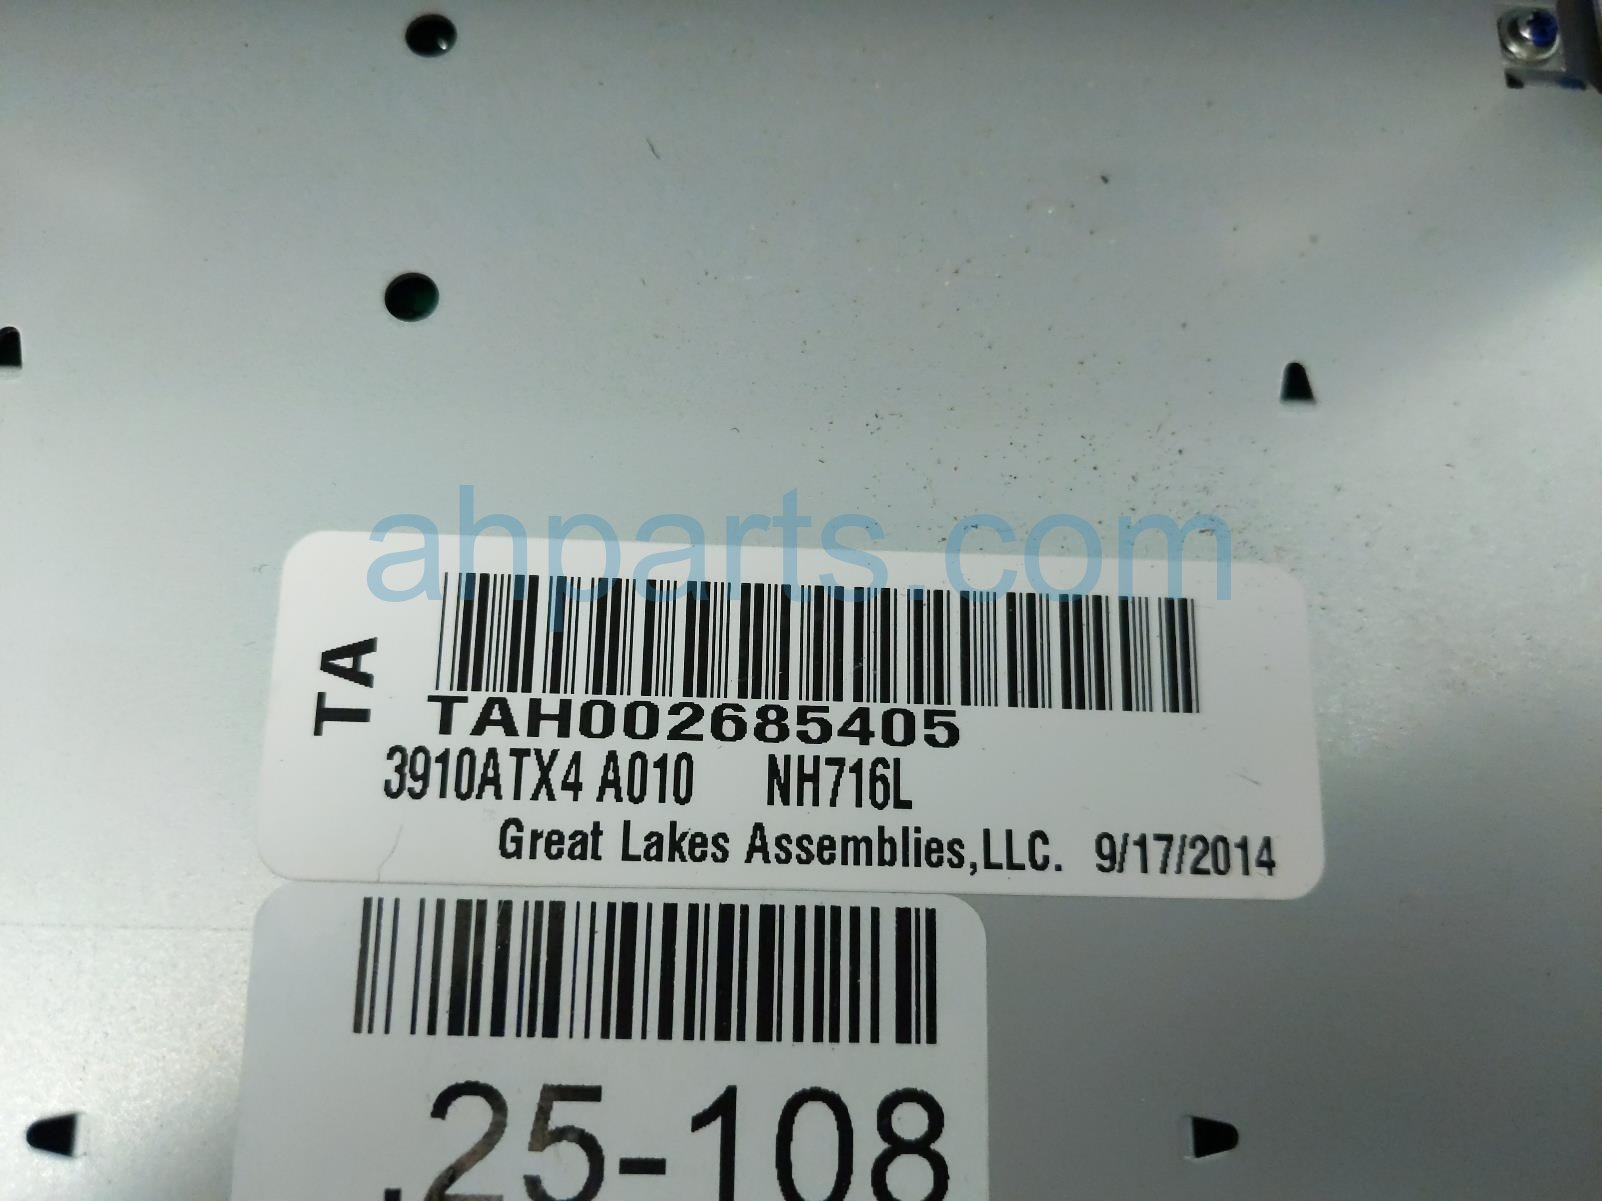 ahparts.com
TA
TAH002685405
3910ATX4 A010 NH716L
Great Lakes Assemblies,LLC. 9/17/2014
.25-108